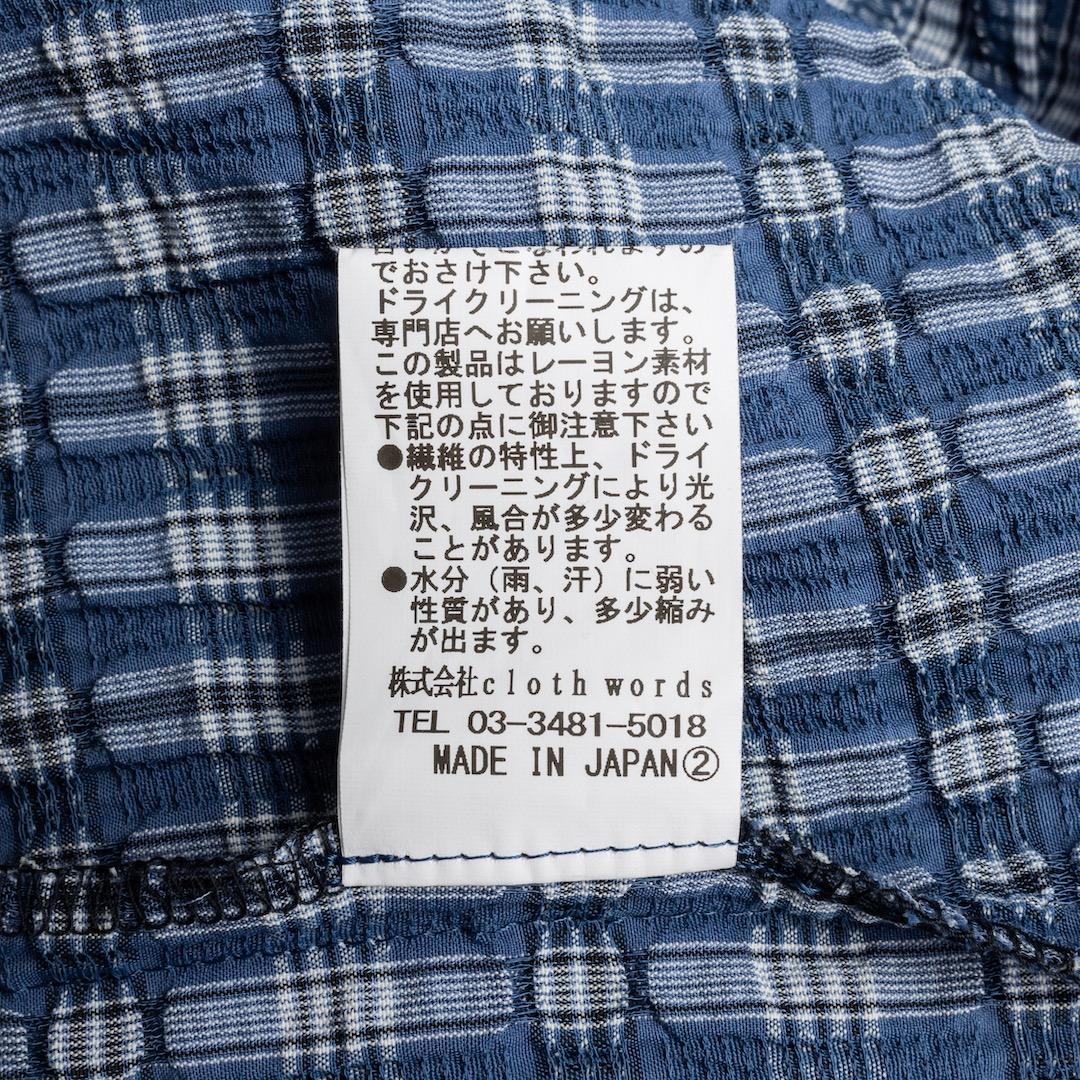 でおさけ下さい。
ドライクリーニングは、
専門店へお願いします。
この製品はレーヨン素材
を使用しておりますので
下記の点に御注意下さい
●繊維の特性上、ドライ
クリーニングにより光
沢、風合が多少変わる
ことがあります。
●水分（雨、汗）に弱い
性質があり、多少縮み
が出ます。
株式会社cloth words
TEL 03-3481-5018
MADE IN JAPAN②